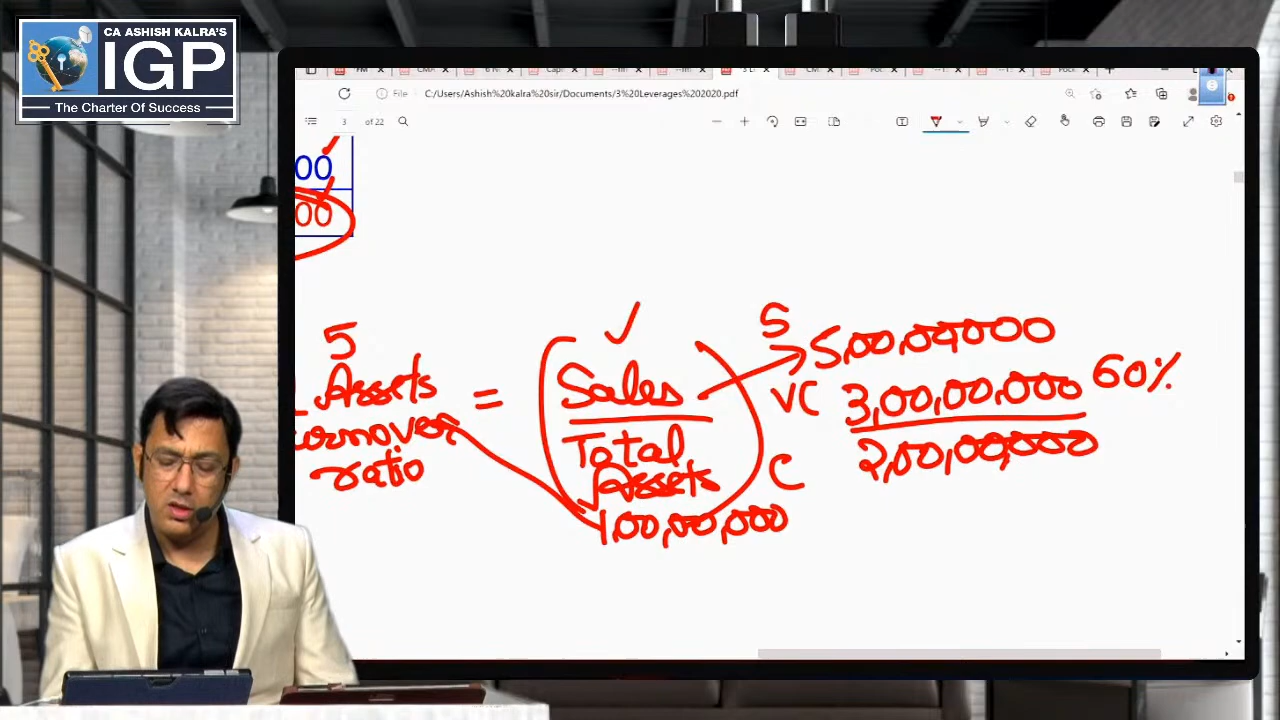 CA ASHISH KALRA'S
IGP
The Charter Of Success
File C:/Users/Ashish%20kalra%20sir/Documents/3%20Leverages%202020.pdf
3 of 22
00
00
5
Assets = Sales
Turnover Total
ratio Assets
1,00,00,000
S 5,00,00,000
VC 3,00,00,000 60%
C 2,00,00,000